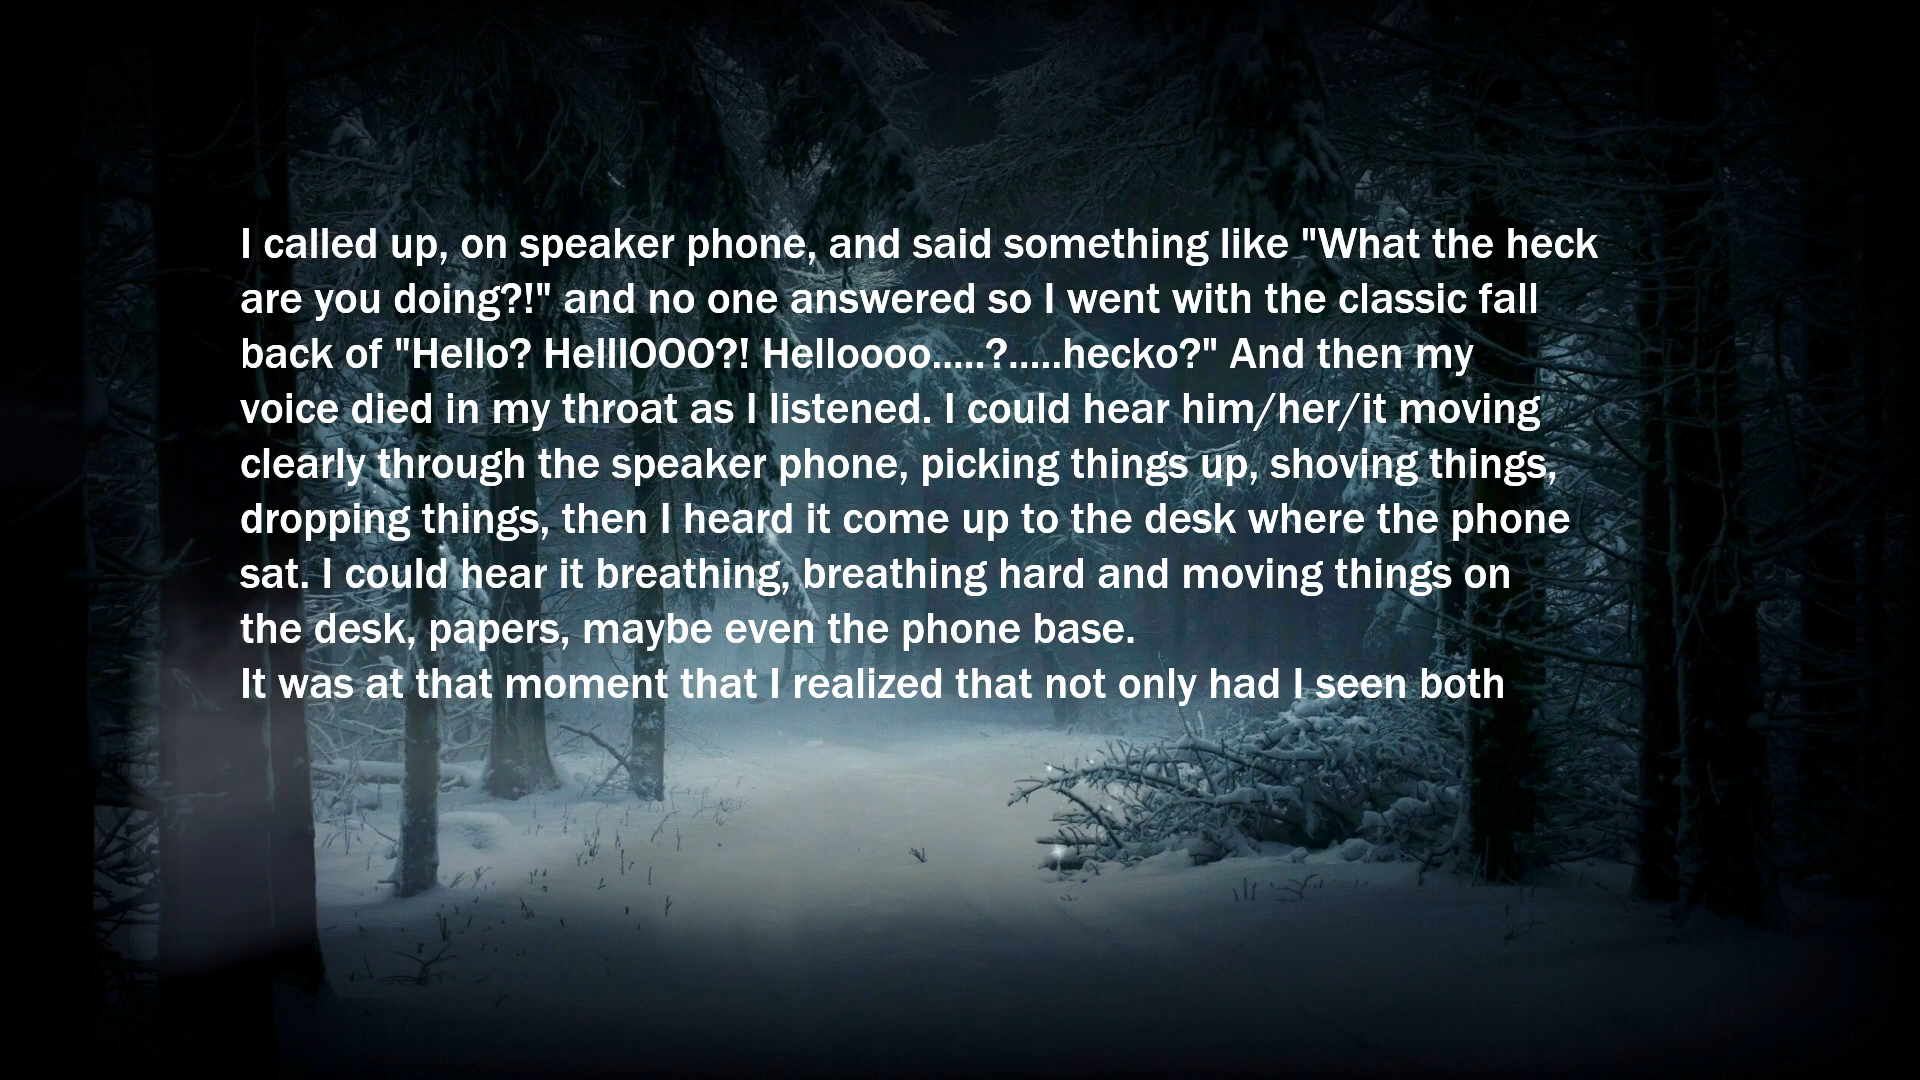 I called up, on speaker phone, and said something like "What the heck
are you doing?!" and no one answered so I went with the classic fall
back of "Hello? HelllOOO?! Helloooo.....?.....hecko?" And then my
voice died in my throat as I listened. I could hear him/her/it moving
clearly through the speaker phone, picking things up, shoving things,
dropping things, then I heard it come up to the desk where the phone
sat. I could hear it breathing, breathing hard and moving things on
the desk, papers, maybe even the phone base.
It was at that moment that I realized that not only had I seen both